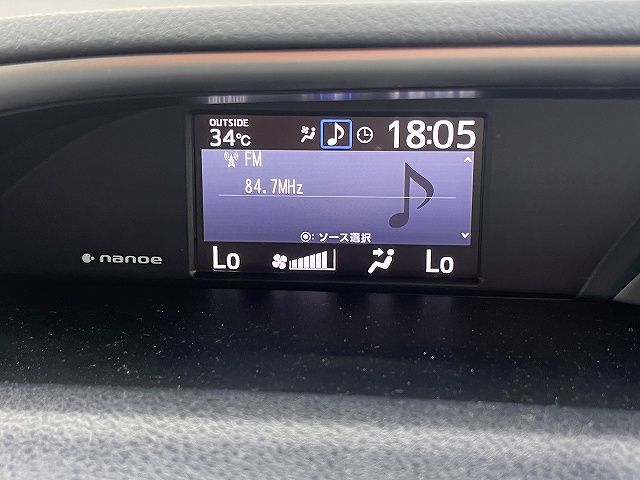 OUTSIDE
34℃
18:05
FM
84.7MHz
◉: ソース選択
nanoe
Lo
Lo